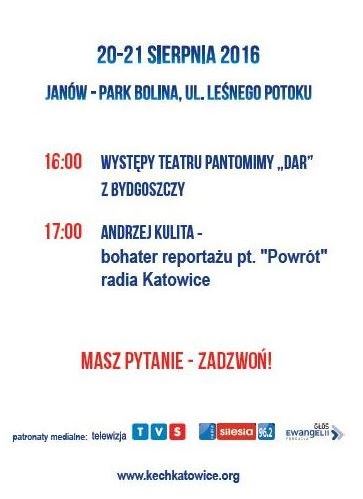 20-21 SIERPNIA 2016
JANÓW - PARK BOLINA, UL. LEŚNEGO POTOKU
16:00 WYSTĘPY TEATRU PANTOMIMY „DAR”
Z BYDGOSZCZY
17:00 ANDRZEJ KULITA -
bohater reportażu pt. "Powrót"
radia Katowice
MASZ PYTANIE - ZADZWOŃ!
patronaty medialne: telewizja TVS silesia 96.2 GŁOS EWANGELII
www.kechkatowice.org